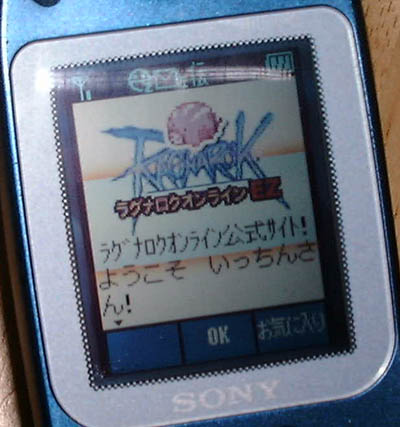 RAGNAROK
ラグナロクオンラインEZ
ラグナロクオンライン公式サイト!
ようこそ いっちんさ
ん!
OK お気に入り
SONY